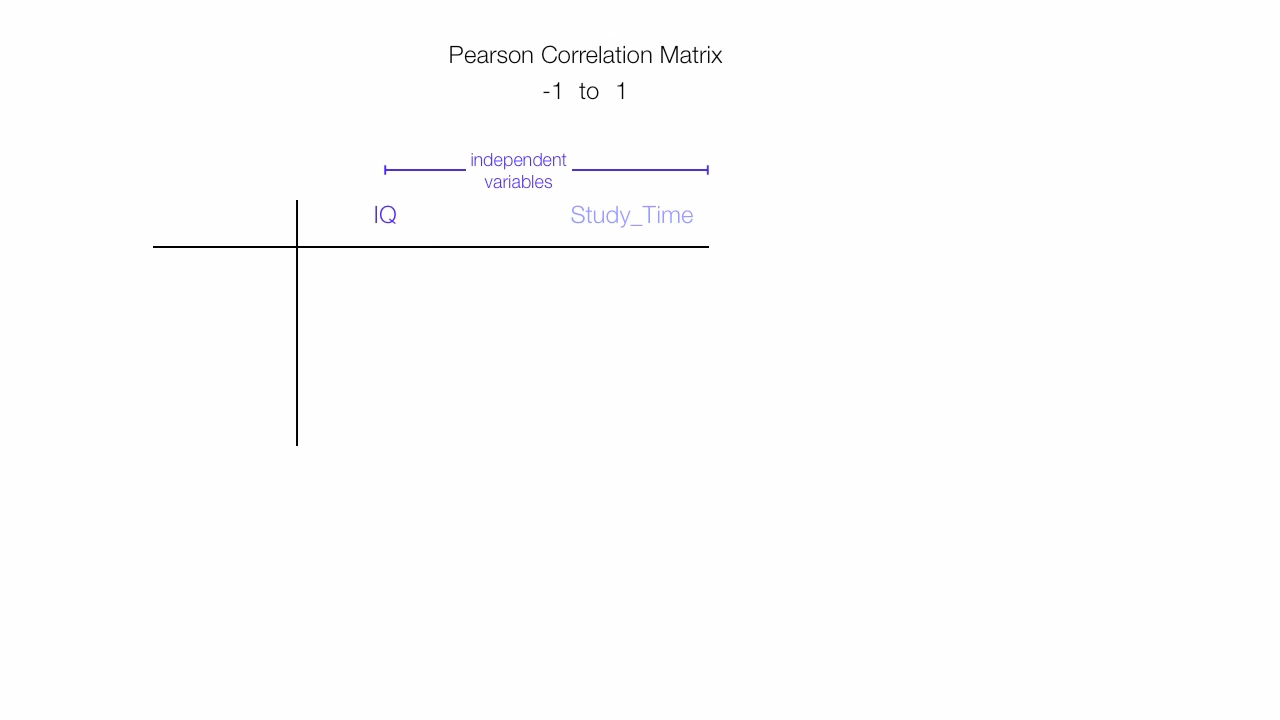 Pearson Correlation Matrix
-1 to 1
independent
variables
IQ Study_Time